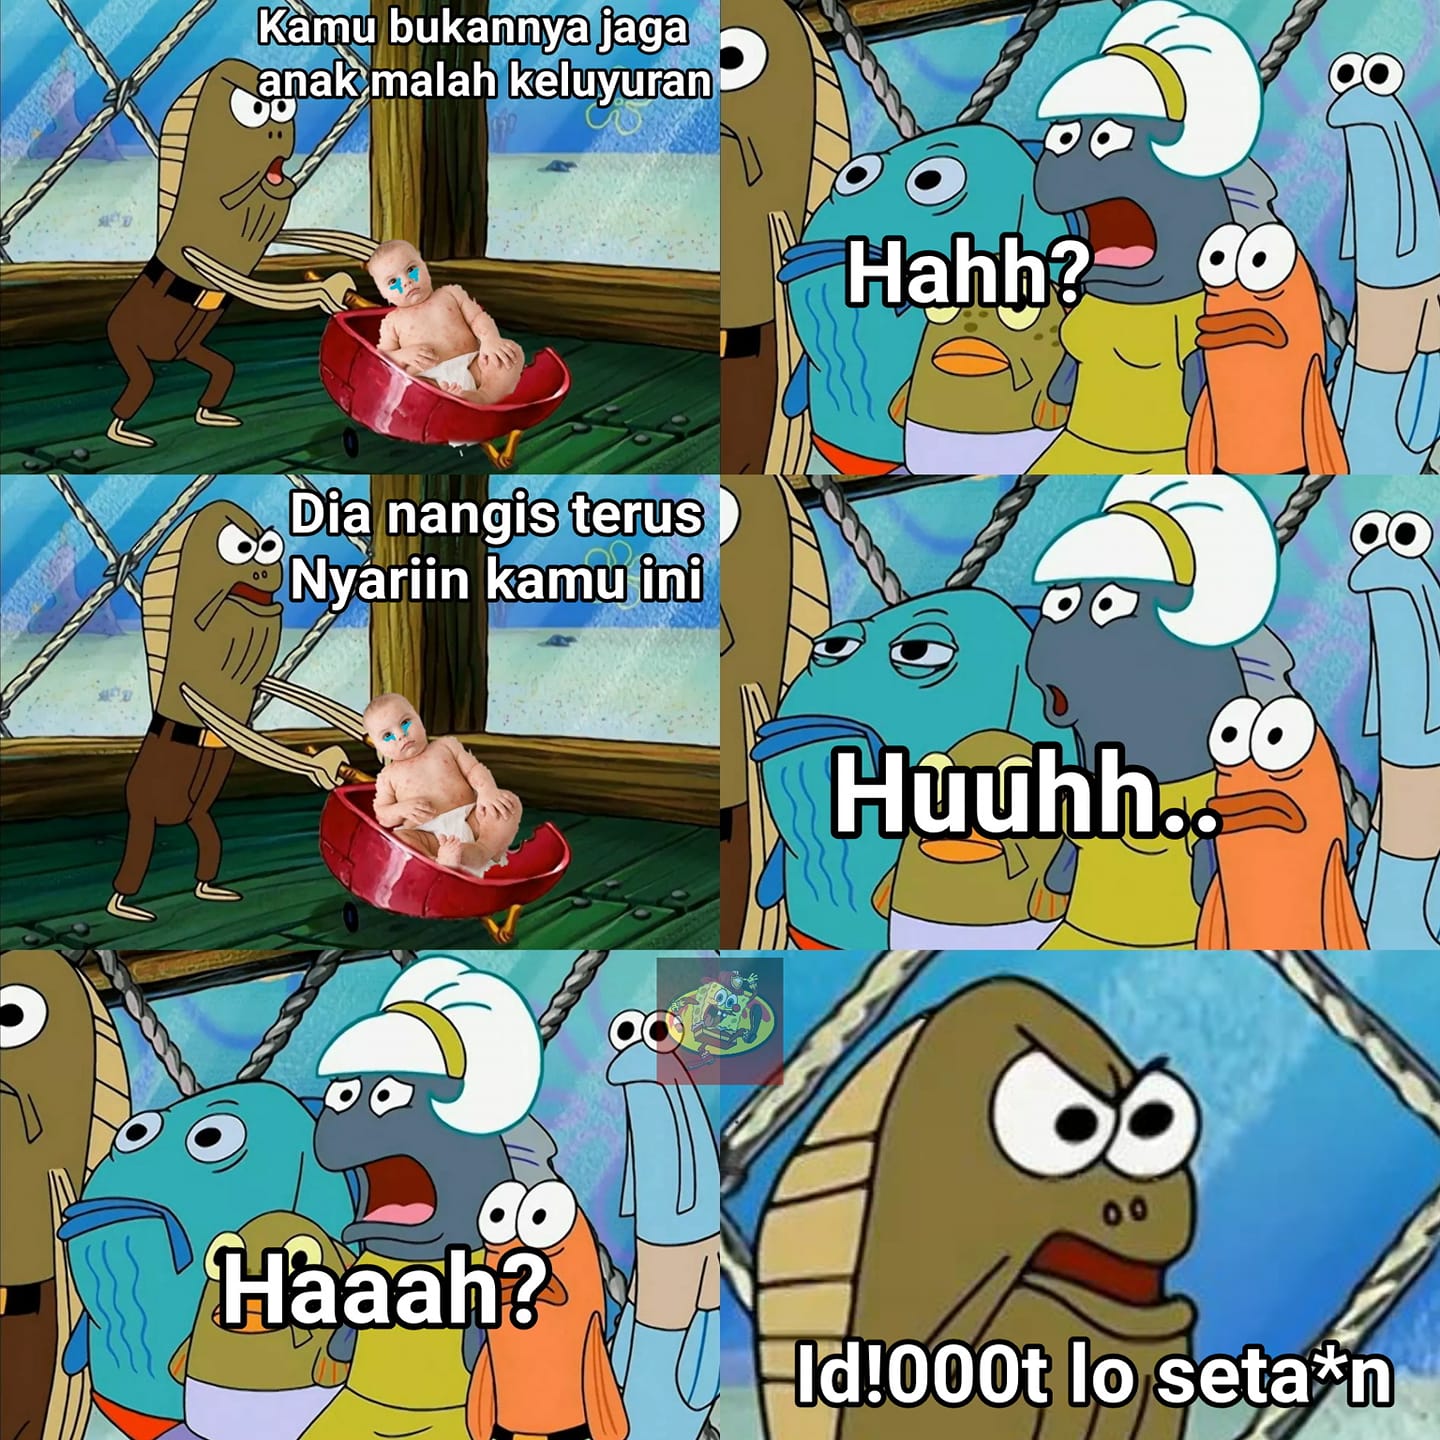 Kamu bukannya jaga
anak malah keluyuran
Hahh?
Dia nangis terus
Nyariin kamu ini
Huuhh..
Haaah?
Id!000t lo seta*n